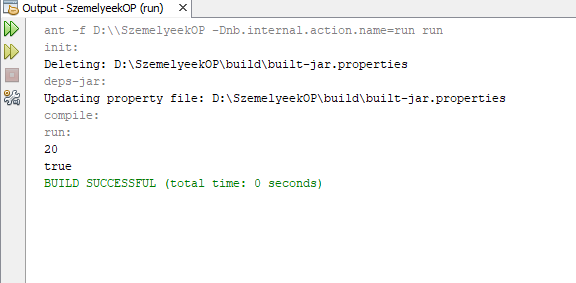 Output - SzemelyeekOP (run)
ant -f D:\\SzemelyeekOP -Dnb.internal.action.name=run run
init:
Deleting: D:\SzemelyeekOP\build\built-jar.properties
deps-jar:
Updating property file: D:\SzemelyeekOP\build\built-jar.properties
compile:
run:
20
true
BUILD SUCCESSFUL (total time: 0 seconds)